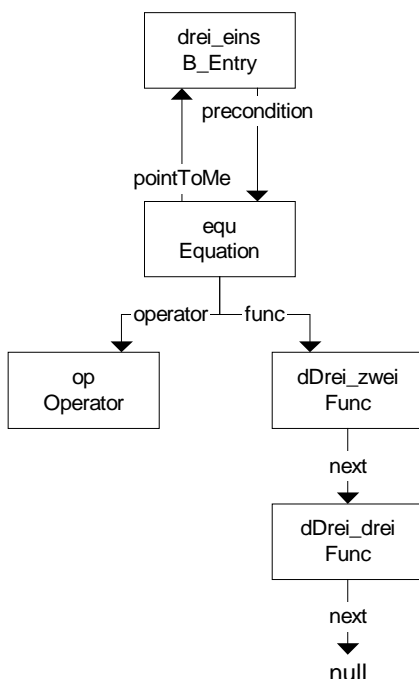 drei_eins
B_Entry
precondition
pointToMe
equ
Equation
operator
func
op
Operator
dDrei_zwei
Func
next
dDrei_drei
Func
next
null